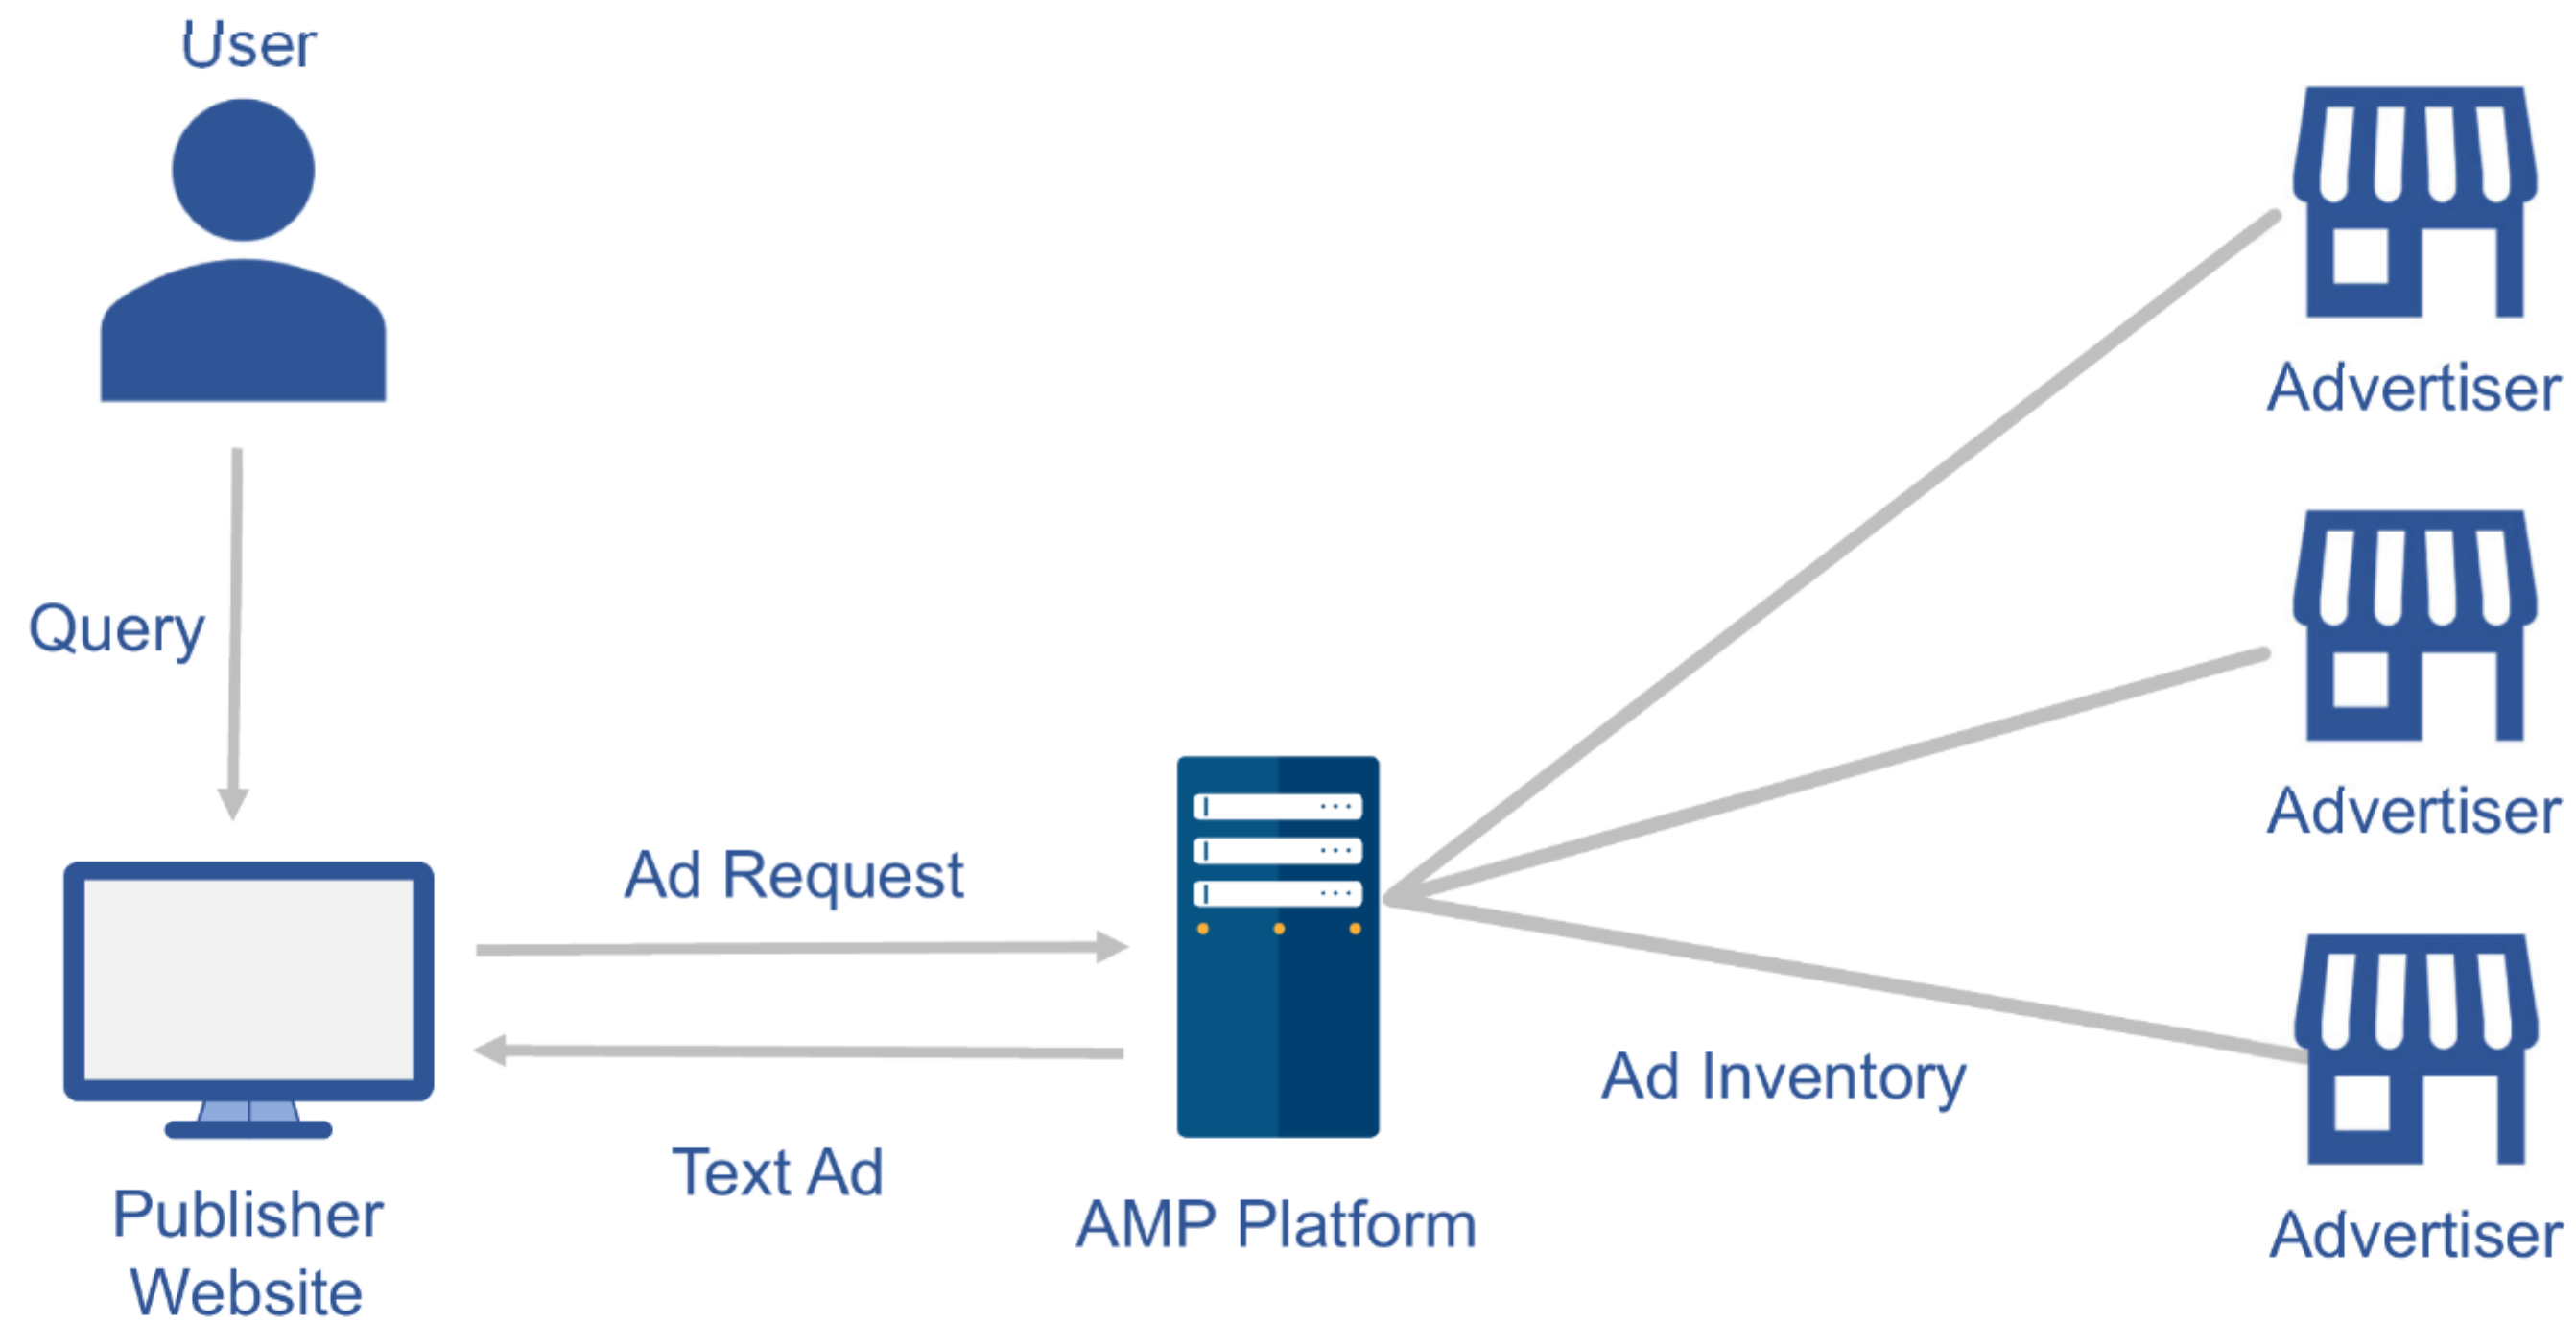 User
Query
Publisher
Website
Ad Request
Text Ad
AMP Platform
Ad Inventory
Advertiser
Advertiser
Advertiser